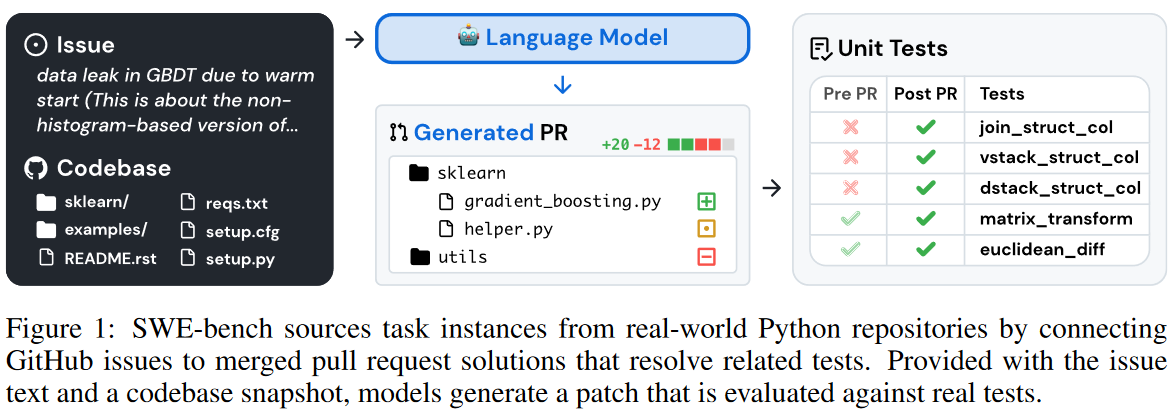 Issue
data leak in GBDT due to warm
start (This is about the non-
histogram-based version of...
Codebase
sklearn/
reqs.txt
examples/
setup.cfg
README.rst
setup.py
Language Model
Generated PR
+20 -12
sklearn
gradient_boosting.py
helper.py
utils
Unit Tests
Pre PR Post PR Tests
join_struct_col
vstack_struct_col
dstack_struct_col
matrix_transform
euclidean_diff
Figure 1: SWE-bench sources task instances from real-world Python repositories by connecting
GitHub issues to merged pull request solutions that resolve related tests. Provided with the issue
text and a codebase snapshot, models generate a patch that is evaluated against real tests.